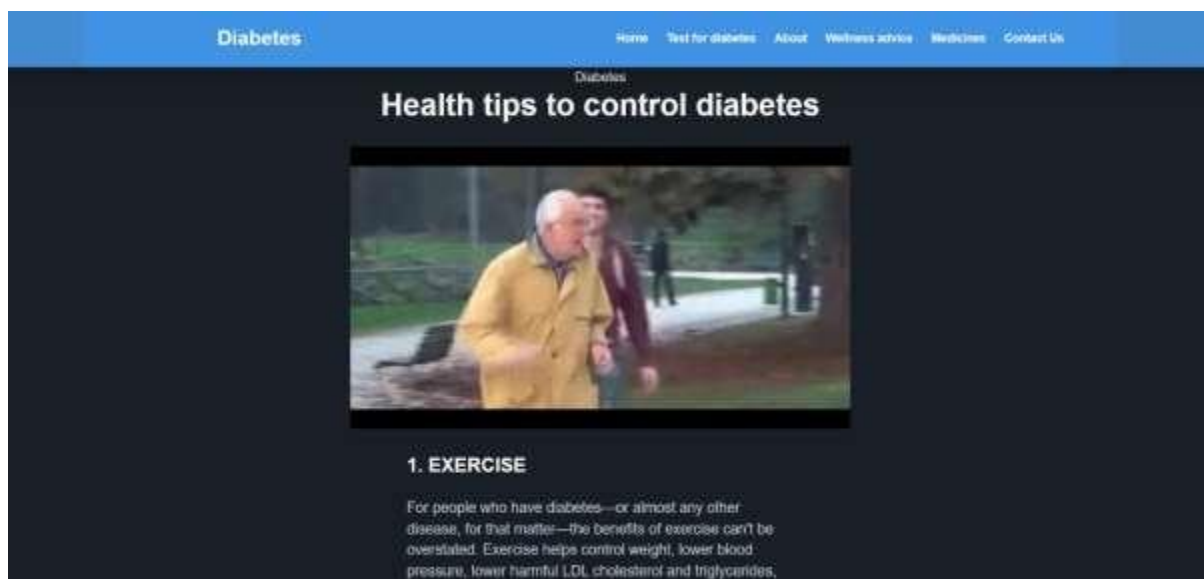 Diabetes
Home Test for diabetes About Wellness advice Medicines Contact Us
Diabetes
Health tips to control diabetes
1. EXERCISE
For people who have diabetes—or almost any other
disease, for that matter—the benefits of exercise can't be
overstated. Exercise helps control weight, lower blood
pressure, lower harmful LDL cholesterol and triglycerides,